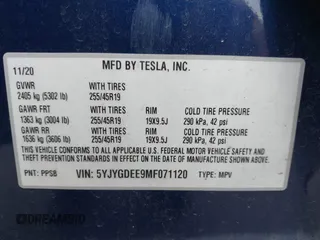 MFD BY TESLA, INC.
11/20
GVWR WITH TIRES
2405 kg (5302 lb) 255/45R19
GAWR FRT WITH TIRES RIM COLD TIRE PRESSURE
1363 kg (3004 lb) 255/45R19 19X9.5J 290 kPa, 42 psi
GAWR RR WITH TIRES RIM COLD TIRE PRESSURE
1636 kg (3606 lb) 255/45R19 19X9.5J 290 kPa, 42 psi
THIS VEHICLE CONFORMS TO ALL APPLICABLE FEDERAL MOTOR VEHICLE
SAFETY AND THEFT PREVENTION STANDARDS IN
EFFECT ON THE DATE OF MANUFACTURE SHOWN ABOVE.
PNT: PPSB VIN: 5YJYGDEE9MF071120 TYPE: MPV